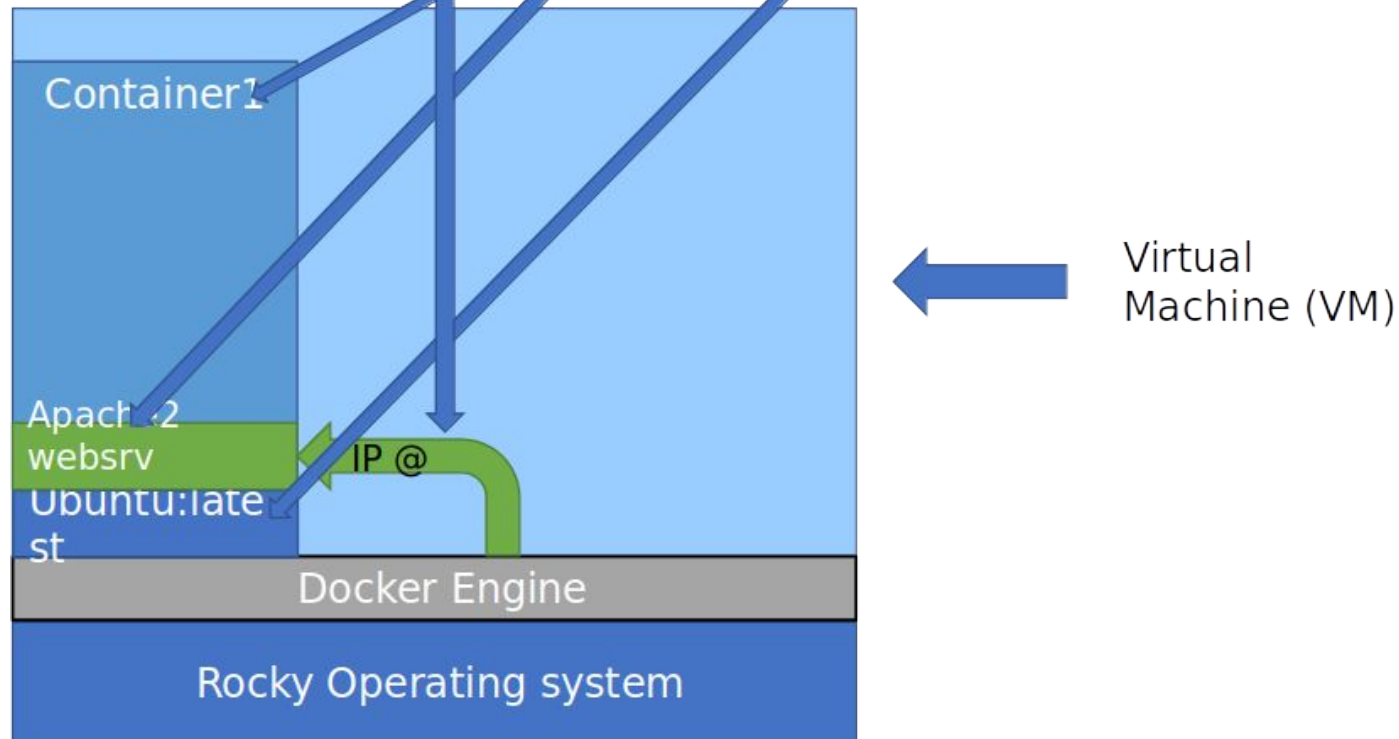 Container1
Apache2
websrv
IP @
Ubuntu:late
st
Docker Engine
Rocky Operating system
Virtual
Machine (VM)